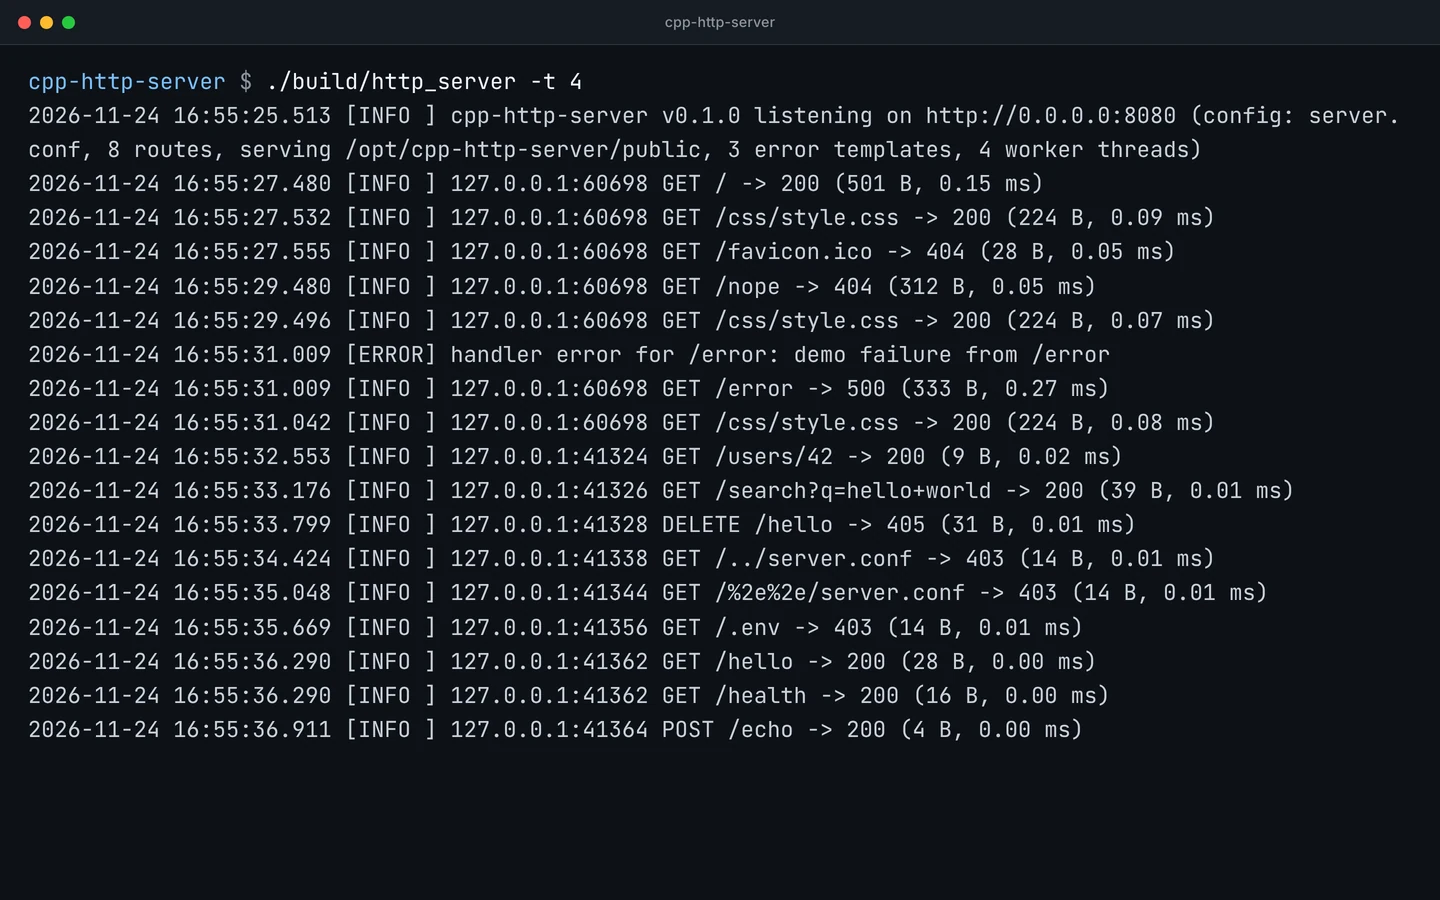 cpp-http-server
cpp-http-server $ ./build/http_server -t 4
2026-11-24 16:55:25.513 [INFO ] cpp-http-server v0.1.0 listening on http://0.0.0.0:8080 (config: server.
conf, 8 routes, serving /opt/cpp-http-server/public, 3 error templates, 4 worker threads)
2026-11-24 16:55:27.480 [INFO ] 127.0.0.1:60698 GET / -> 200 (501 B, 0.15 ms)
2026-11-24 16:55:27.532 [INFO ] 127.0.0.1:60698 GET /css/style.css -> 200 (224 B, 0.09 ms)
2026-11-24 16:55:27.555 [INFO ] 127.0.0.1:60698 GET /favicon.ico -> 404 (28 B, 0.05 ms)
2026-11-24 16:55:29.480 [INFO ] 127.0.0.1:60698 GET /nope -> 404 (312 B, 0.05 ms)
2026-11-24 16:55:29.496 [INFO ] 127.0.0.1:60698 GET /css/style.css -> 200 (224 B, 0.07 ms)
2026-11-24 16:55:31.009 [ERROR] handler error for /error: demo failure from /error
2026-11-24 16:55:31.009 [INFO ] 127.0.0.1:60698 GET /error -> 500 (333 B, 0.27 ms)
2026-11-24 16:55:31.042 [INFO ] 127.0.0.1:60698 GET /css/style.css -> 200 (224 B, 0.08 ms)
2026-11-24 16:55:32.553 [INFO ] 127.0.0.1:41324 GET /users/42 -> 200 (9 B, 0.02 ms)
2026-11-24 16:55:33.176 [INFO ] 127.0.0.1:41326 GET /search?q=hello+world -> 200 (39 B, 0.01 ms)
2026-11-24 16:55:33.799 [INFO ] 127.0.0.1:41328 DELETE /hello -> 405 (31 B, 0.01 ms)
2026-11-24 16:55:34.424 [INFO ] 127.0.0.1:41338 GET /../server.conf -> 403 (14 B, 0.01 ms)
2026-11-24 16:55:35.048 [INFO ] 127.0.0.1:41344 GET /%2e%2e/server.conf -> 403 (14 B, 0.01 ms)
2026-11-24 16:55:35.669 [INFO ] 127.0.0.1:41356 GET /.env -> 403 (14 B, 0.01 ms)
2026-11-24 16:55:36.290 [INFO ] 127.0.0.1:41362 GET /hello -> 200 (28 B, 0.00 ms)
2026-11-24 16:55:36.290 [INFO ] 127.0.0.1:41362 GET /health -> 200 (16 B, 0.00 ms)
2026-11-24 16:55:36.911 [INFO ] 127.0.0.1:41364 POST /echo -> 200 (4 B, 0.00 ms)